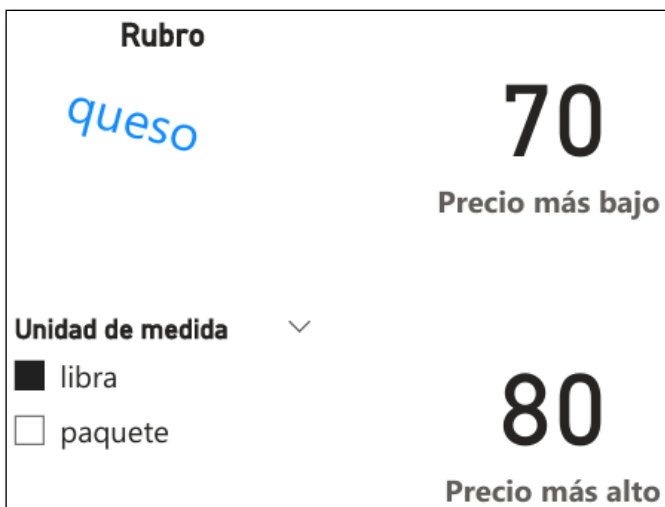 Rubro
queso
70
Precio más bajo
Unidad de medida
libra
paquete
80
Precio más alto